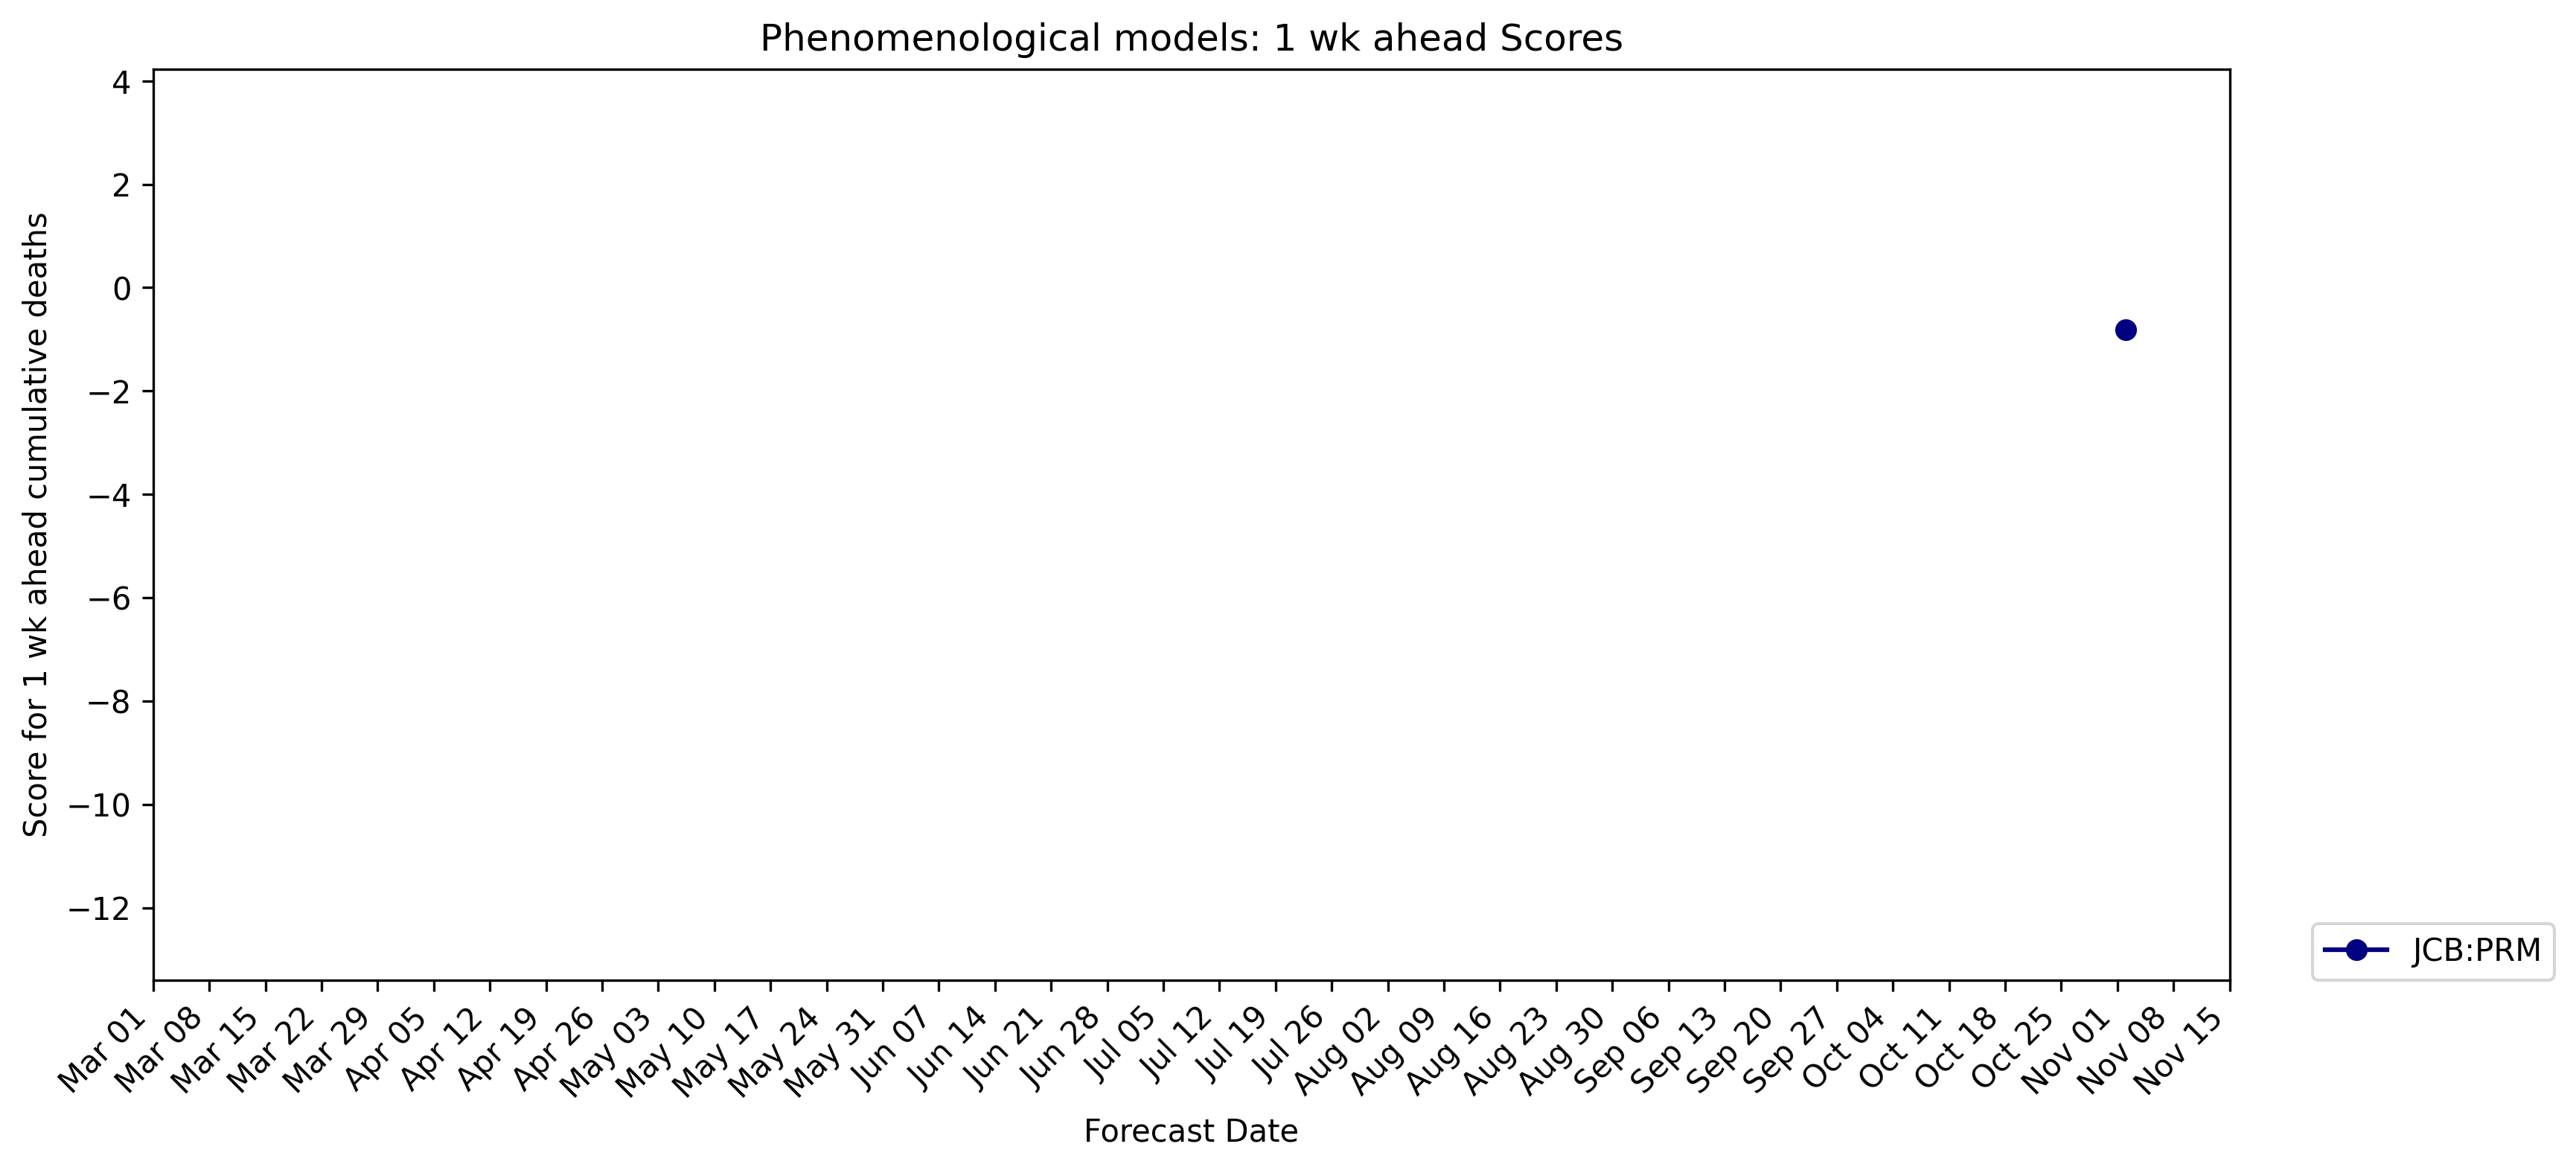 Phenomenological models: 1 wk ahead Scores
Score for 1 wk ahead cumulative deaths
4
2
0
−2
−4
−6
−8
−10
−12
JCB:PRM
Mar 01
Mar 08
Mar 15
Mar 22
Mar 29
Apr 05
Apr 12
Apr 19
Apr 26
May 03
May 10
May 17
May 24
May 31
Jun 07
Jun 14
Jun 21
Jun 28
Jul 05
Jul 12
Jul 19
Jul 26
Aug 02
Aug 09
Aug 16
Aug 23
Aug 30
Sep 06
Sep 13
Sep 20
Sep 27
Oct 04
Oct 11
Oct 18
Oct 25
Nov 01
Nov 08
Nov 15
Forecast Date